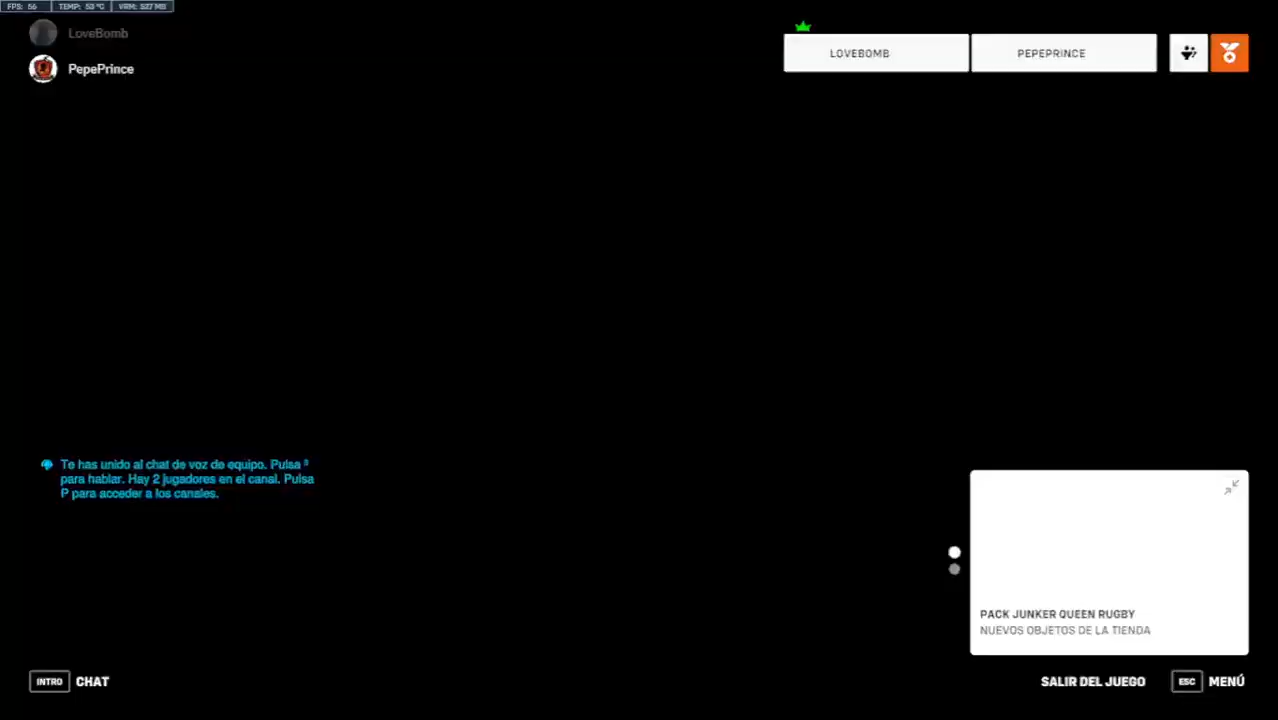 FPS: 56 TEMP: 53 °C VRM: 527 MB
LoveBomb
PepePrince
LOVEBOMB
PEPEPRINCE
Te has unido al chat de voz de equipo. Pulsa ³
para hablar. Hay 2 jugadores en el canal. Pulsa
P para acceder a los canales.
PACK JUNKER QUEEN RUGBY
NUEVOS OBJETOS DE LA TIENDA
INTRO CHAT
SALIR DEL JUEGO
ESC MENÚ